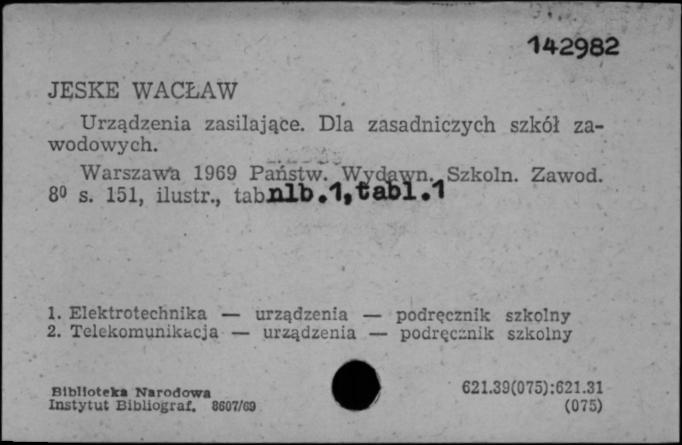 142982
JESKE WACŁAW
Urządzenia zasilające. Dla zasadniczych szkół za-
wodowych.
Warszawa 1969 Państw. Wydawn. Szkoln. Zawod.
8⁰ s. 151, ilustr., tab nlb.1, tabl.1
1. Elektrotechnika — urządzenia — podręcznik szkolny
2. Telekomunikacja — urządzenia — podręcznik szkolny
Biblioteka Narodowa
Instytut Bibliograf. 8607/69
621.39(075):621.31
(075)